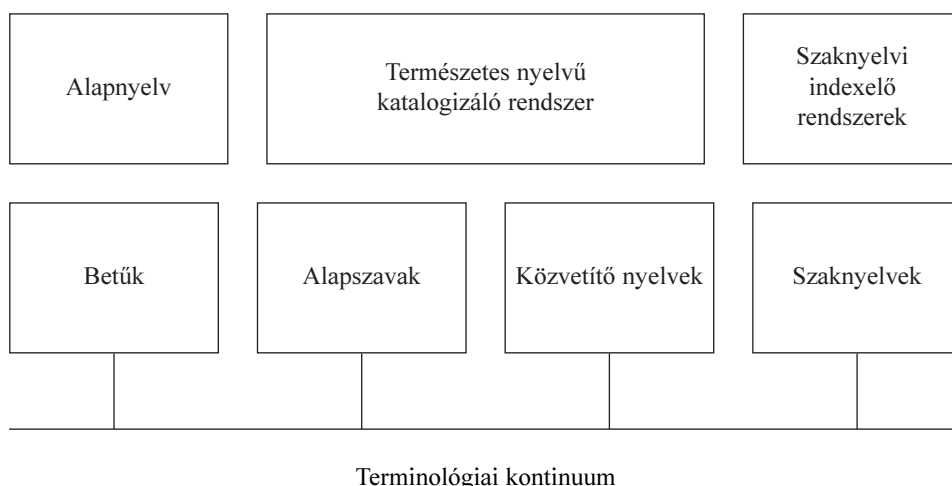 Alapnyelv
Természetes nyelvű
katalogizáló rendszer
Szaknyelvi
indexelő
rendszerek
Betűk
Alapszavak
Közvetítő nyelvek
Szaknyelvek
Terminológiai kontinuum